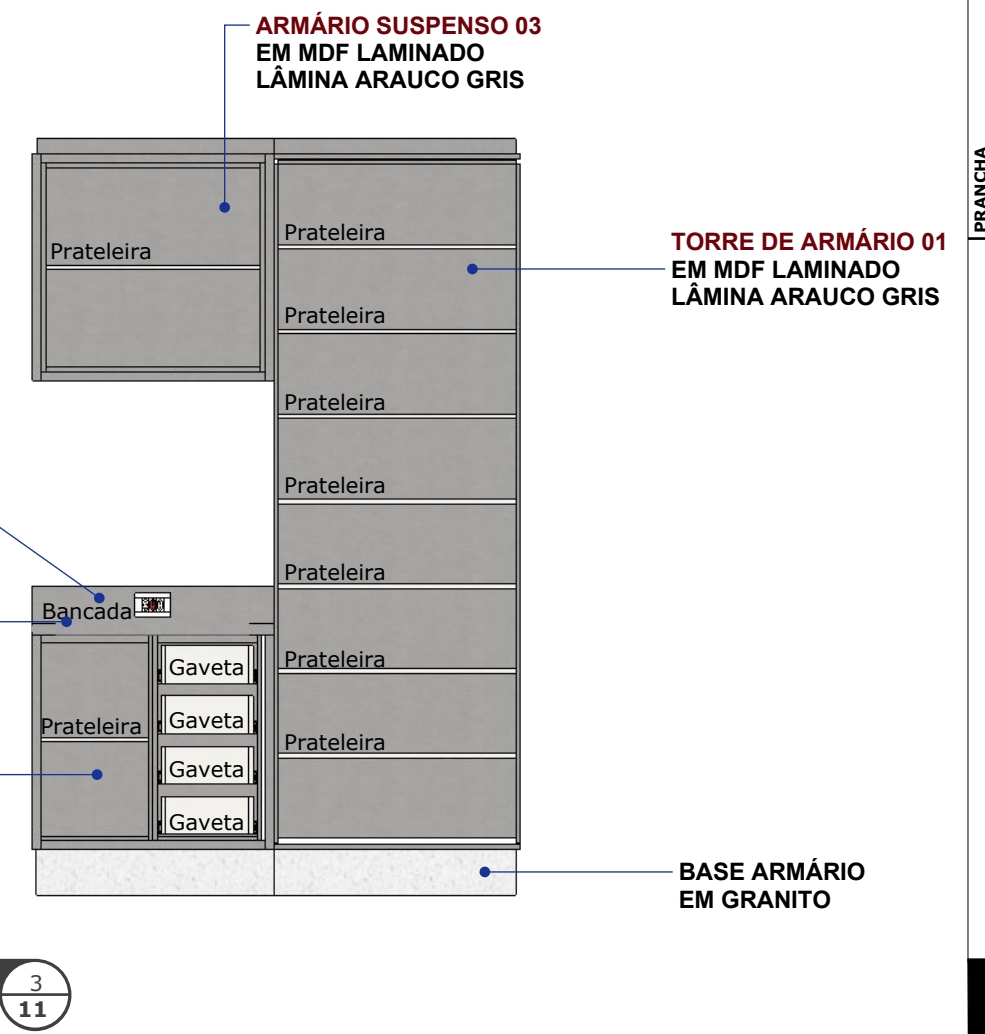 ARMÁRIO SUSPENSO 03
EM MDF LAMINADO
LÂMINA ARAUCO GRIS
PRANCHA
Prateleira
Prateleira
TORRE DE ARMÁRIO 01
EM MDF LAMINADO
LÂMINA ARAUCO GRIS
Prateleira
Prateleira
Prateleira
Prateleira
Bancada
Prateleira
Gaveta
Prateleira
Gaveta
Prateleira
Gaveta
Gaveta
BASE ARMÁRIO
EM GRANITO
3
11